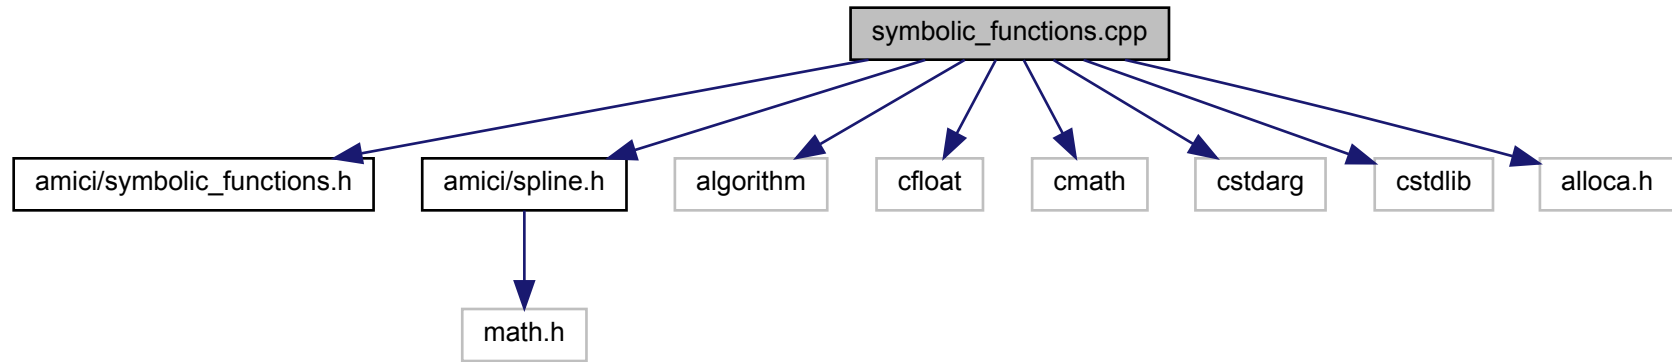 symbolic_functions.cpp
amici/symbolic_functions.h
amici/spline.h
algorithm
cfloat
cmath
cstdarg
cstdlib
alloca.h
math.h